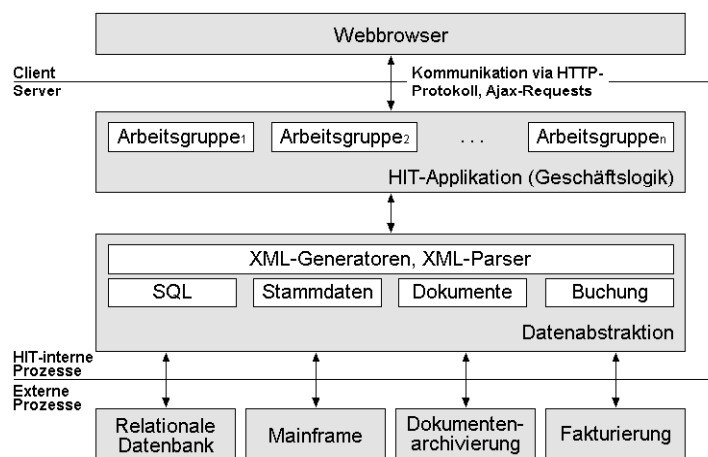 Webbrowser
Client
Server
Kommunikation via HTTP-
Protokoll, Ajax-Requests
Arbeitsgruppe1 Arbeitsgruppe2 ... Arbeitsgruppen
HIT-Applikation (Geschäftslogik)
XML-Generatoren, XML-Parser
SQL Stammdaten Dokumente Buchung
Datenabstraktion
HIT-interne
Prozesse
Externe
Prozesse
Relationale
Datenbank
Mainframe
Dokumenten-
archivierung
Fakturierung